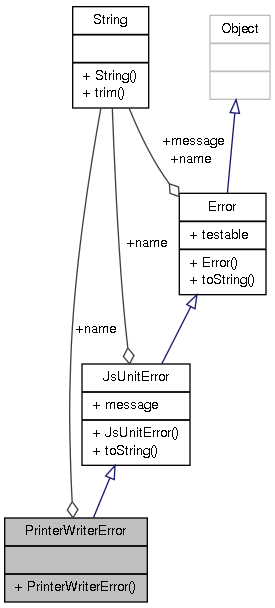 String
+ String()
+ trim()
Object
+message
+name
Error
+ testable
+ Error()
+ toString()
+name
JsUnitError
+ message
+ JsUnitError()
+ toString()
+name
PrinterWriterError
+ PrinterWriterError()